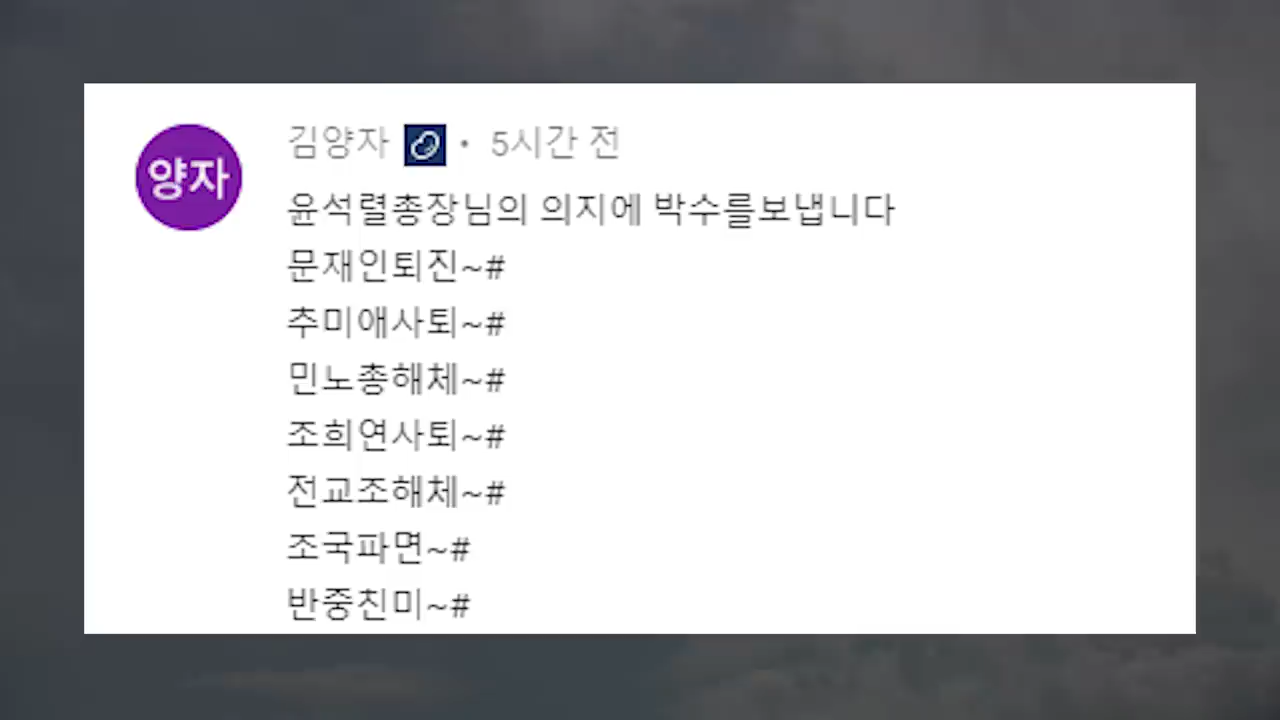 양자
김양자 • 5시간 전
윤석렬총장님의 의지에 박수를보냅니다
문재인퇴진~#
추미애사퇴~#
민노총해체~#
조희연사퇴~#
전교조해체~#
조국파면~#
반중친미~#